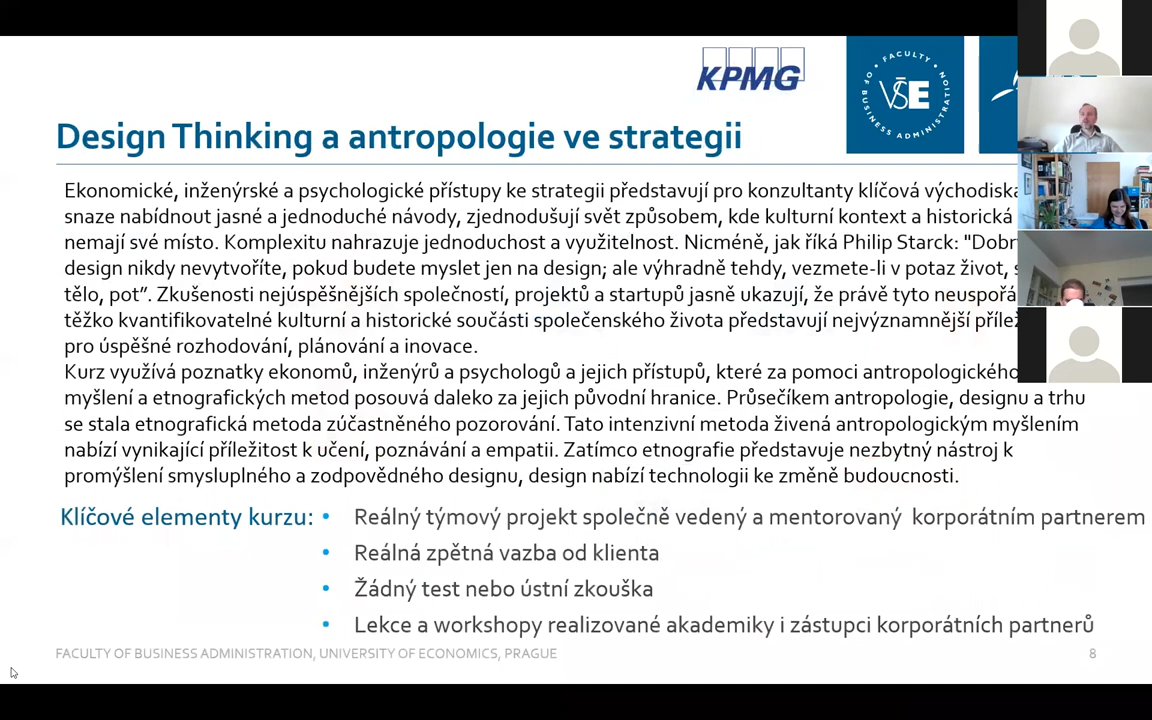 KPMG
FACULTY OF BUSINESS ADMINISTRATION
VŠE
Design Thinking a antropologie ve strategii
Ekonomické, inženýrské a psychologické přístupy ke strategii představují pro konzultanty klíčová východiska
snaze nabídnout jasné a jednoduché návody, zjednodušují svět způsobem, kde kulturní kontext a historická
nemají své místo. Komplexitu nahrazuje jednoduchost a využitelnost. Nicméně, jak říká Philip Starck: "Dobr
design nikdy nevytvoříte, pokud budete myslet jen na design; ale výhradně tehdy, vezmete-li v potaz život,
tělo, pot”. Zkušenosti nejúspěšnějších společností, projektů a startupů jasně ukazují, že právě tyto neuspořá
těžko kvantifikovatelné kulturní a historické součásti společenského života představují nejvýznamnější přílež
pro úspěšné rozhodování, plánování a inovace.
Kurz využívá poznatky ekonomů, inženýrů a psychologů a jejich přístupů, které za pomoci antropologického
myšlení a etnografických metod posouvá daleko za jejich původní hranice. Průsečíkem antropologie, designu a trhu
se stala etnografická metoda zúčastněného pozorování. Tato intenzivní metoda živená antropologickým myšlením
nabízí vynikající příležitost k učení, poznávání a empatii. Zatímco etnografie představuje nezbytný nástroj k
promýšlení smysluplného a zodpovědného designu, design nabízí technologii ke změně budoucnosti.
Klíčové elementy kurzu: • Reálný týmový projekt společně vedený a mentorovaný korporátním partnerem
• Reálná zpětná vazba od klienta
• Žádný test nebo ústní zkouška
• Lekce a workshopy realizované akademiky i zástupci korporátních partnerů
FACULTY OF BUSINESS ADMINISTRATION, UNIVERSITY OF ECONOMICS, PRAGUE 8